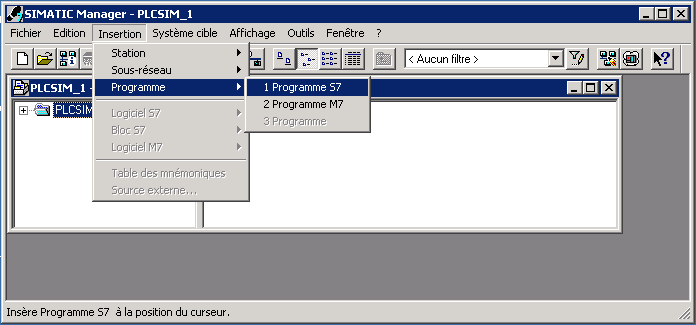 SIMATIC Manager - PLCSIM_1
Fichier Edition Insertion Système cible Affichage Outils Fenêtre ?
Station
Sous-réseau
Programme
Logiciel S7
Bloc S7
Logiciel M7
Table des mnémoniques
Source externe...
1 Programme S7
2 Programme M7
3 Programme
< Aucun filtre >
PLCSIM_1 -
PLCSIM
Insère Programme S7 à la position du curseur.